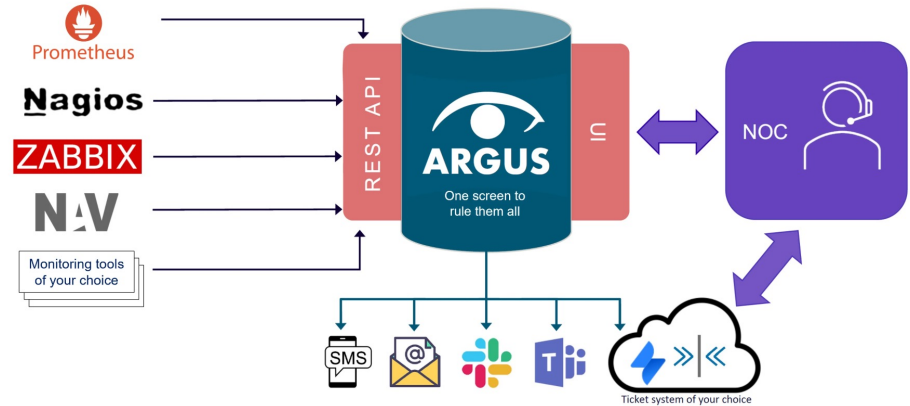 Prometheus
Nagios
ZABBIX
NAV
Monitoring tools
of your choice
REST API
ARGUS
One screen to
rule them all
UI
NOC
SMS
@
T
Ticket system of your choice